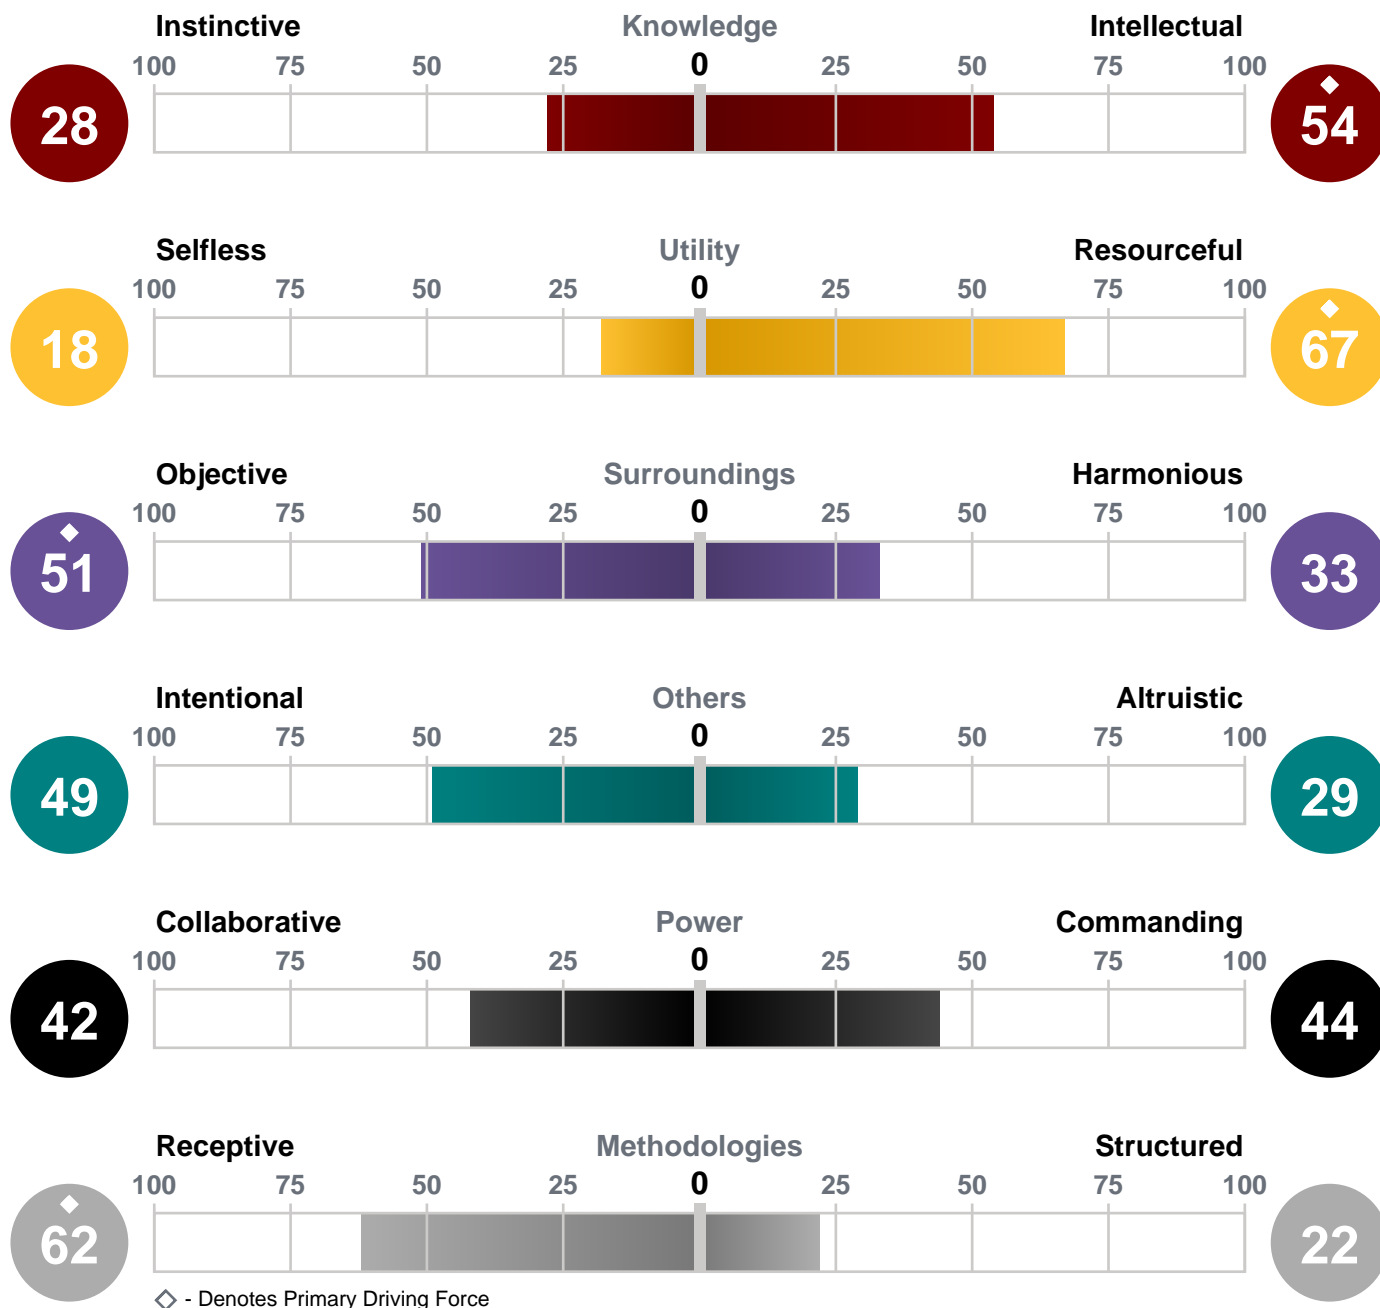 Instinctive Knowledge Intellectual
100 75 50 25 0 25 50 75 100
28 54
Selfless Utility Resourceful
100 75 50 25 0 25 50 75 100
18 67
Objective Surroundings Harmonious
100 75 50 25 0 25 50 75 100
51 33
Intentional Others Altruistic
100 75 50 25 0 25 50 75 100
49 29
Collaborative Power Commanding
100 75 50 25 0 25 50 75 100
42 44
Receptive Methodologies Structured
100 75 50 25 0 25 50 75 100
62 22
- Denotes Primary Driving Force